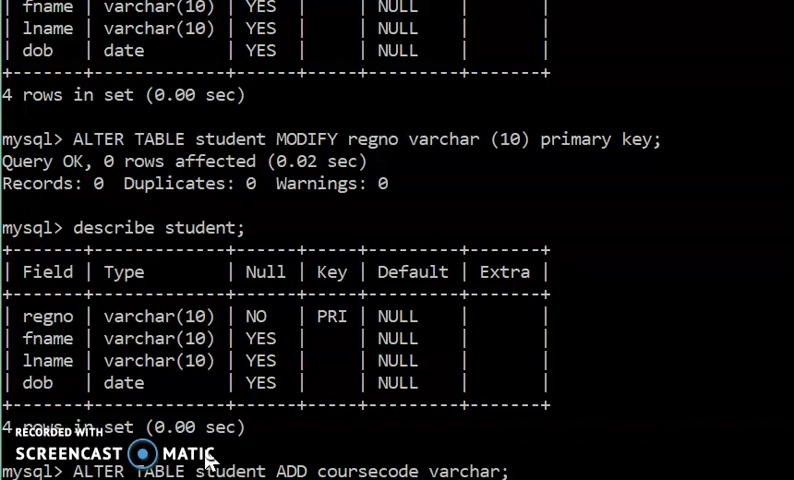 | fname | varchar(10) | YES | | NULL | |
| lname | varchar(10) | YES | | NULL | |
| dob | date | YES | | NULL | |
+-------+-------------+------+-----+---------+-------+
4 rows in set (0.00 sec)
mysql> ALTER TABLE student MODIFY regno varchar (10) primary key;
Query OK, 0 rows affected (0.02 sec)
Records: 0 Duplicates: 0 Warnings: 0
mysql> describe student;
+-------+-------------+------+-----+---------+-------+
| Field | Type | Null | Key | Default | Extra |
+-------+-------------+------+-----+---------+-------+
| regno | varchar(10) | NO | PRI | NULL | |
| fname | varchar(10) | YES | | NULL | |
| lname | varchar(10) | YES | | NULL | |
| dob | date | YES | | NULL | |
+-------+-------------+------+-----+---------+-------+
4 rows in set (0.00 sec)
RECORDED WITH
SCREENCAST MATIC
mysql> ALTER TABLE student ADD coursecode varchar;